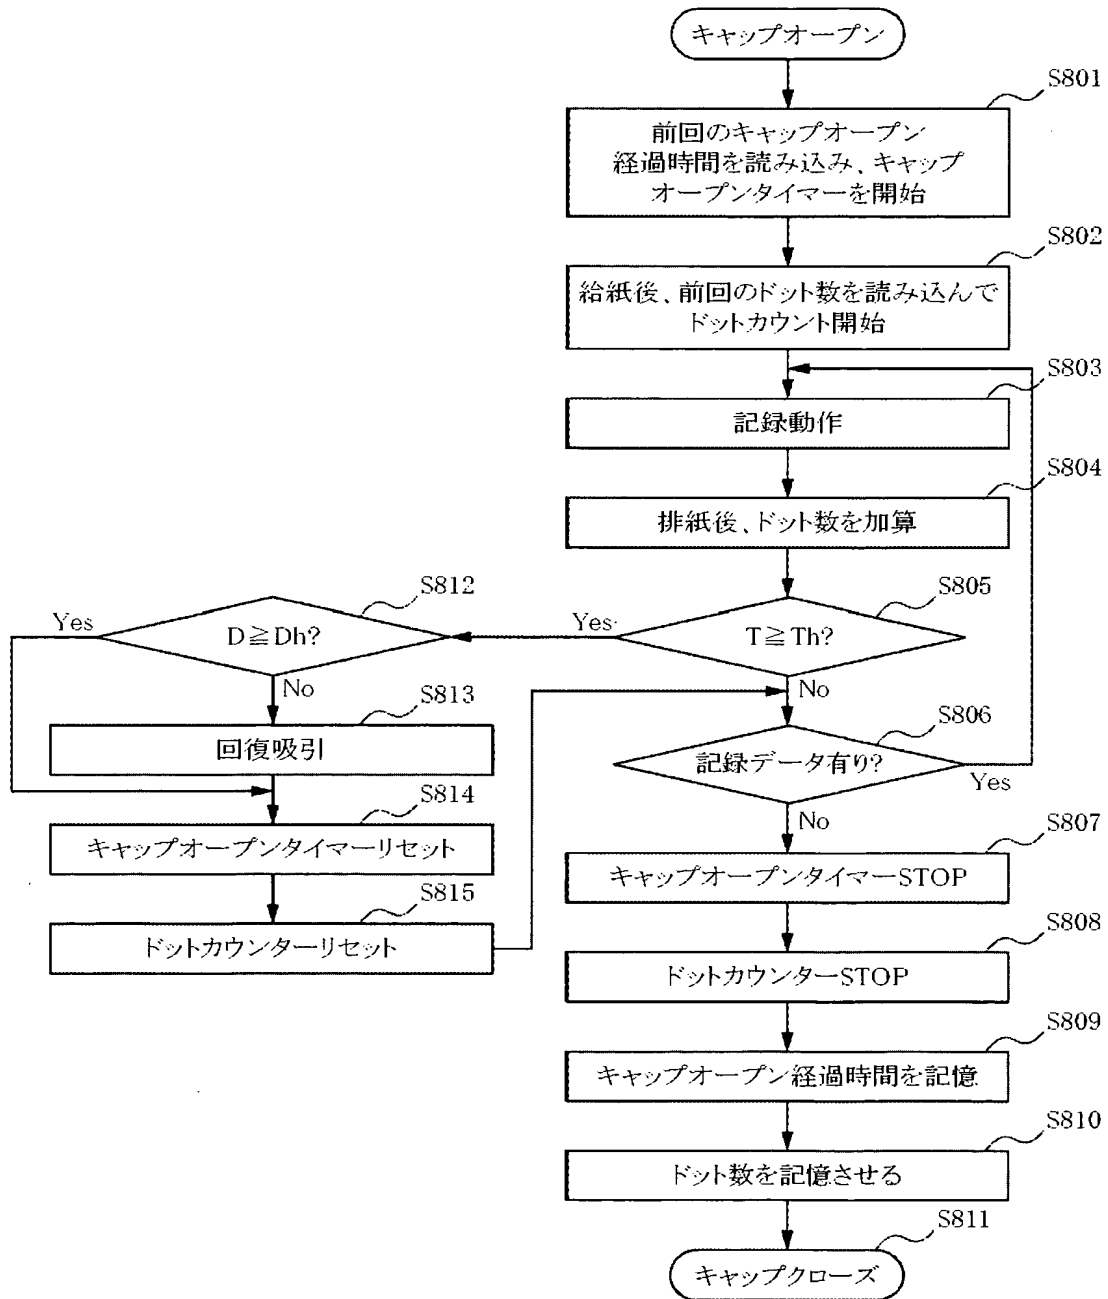 キャップオープン
S801
前回のキャップオープン
経過時間を読み込み、キャップ
オープンタイマーを開始
S802
給紙後、前回のドット数を読み込んで
ドットカウント開始
S803
記録動作
S804
排紙後、ドット数を加算
S805
T≧Th?
Yes
No
S812
D≧Dh?
Yes
No
S813
回復吸引
S814
キャップオープンタイマーリセット
S815
ドットカウンターリセット
S806
記録データ有り?
Yes
No
S807
キャップオープンタイマーSTOP
S808
ドットカウンターSTOP
S809
キャップオープン経過時間を記憶
S810
ドット数を記憶させる
S811
キャップクローズ